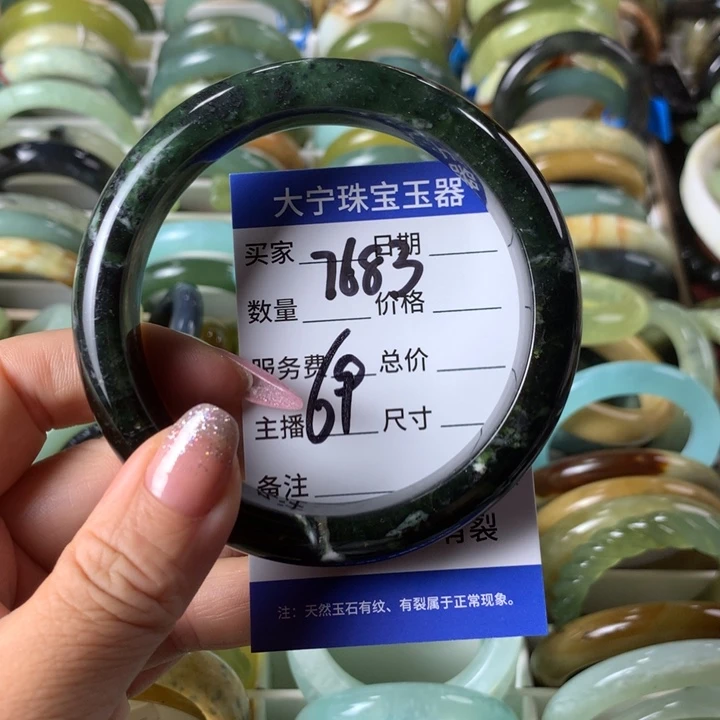 大宁珠宝玉器
买家 日期
7683
数量 价格
服务费 总价
69
主播 尺寸
备注
有裂
注：天然玉石有纹、有裂属于正常现象。